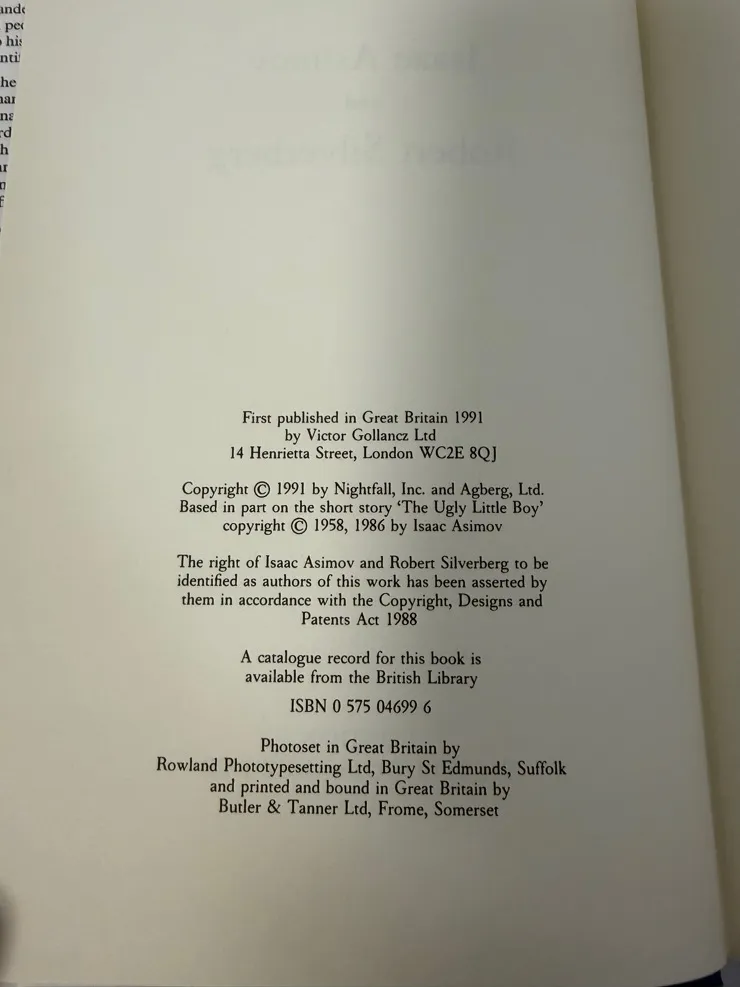 First published in Great Britain 1991
by Victor Gollancz Ltd
14 Henrietta Street, London WC2E 8QJ
Copyright © 1991 by Nightfall, Inc. and Agberg, Ltd.
Based in part on the short story ‘The Ugly Little Boy’
copyright © 1958, 1986 by Isaac Asimov
The right of Isaac Asimov and Robert Silverberg to be
identified as authors of this work has been asserted by
them in accordance with the Copyright, Designs and
Patents Act 1988
A catalogue record for this book is
available from the British Library
ISBN 0 575 04699 6
Photoset in Great Britain by
Rowland Phototypesetting Ltd, Bury St Edmunds, Suffolk
and printed and bound in Great Britain by
Butler & Tanner Ltd, Frome, Somerset